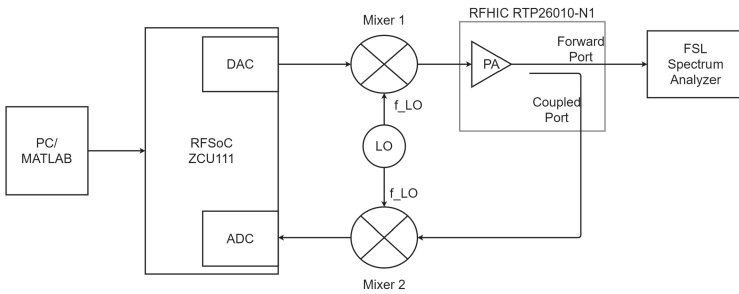 RFHIC RTP26010-N1
Mixer 1
Forward
Port
DAC
PA
FSL
Spectrum
Analyzer
f_LO
Coupled
Port
PC/
MATLAB
RFSoC
ZCU111
LO
f_LO
ADC
Mixer 2